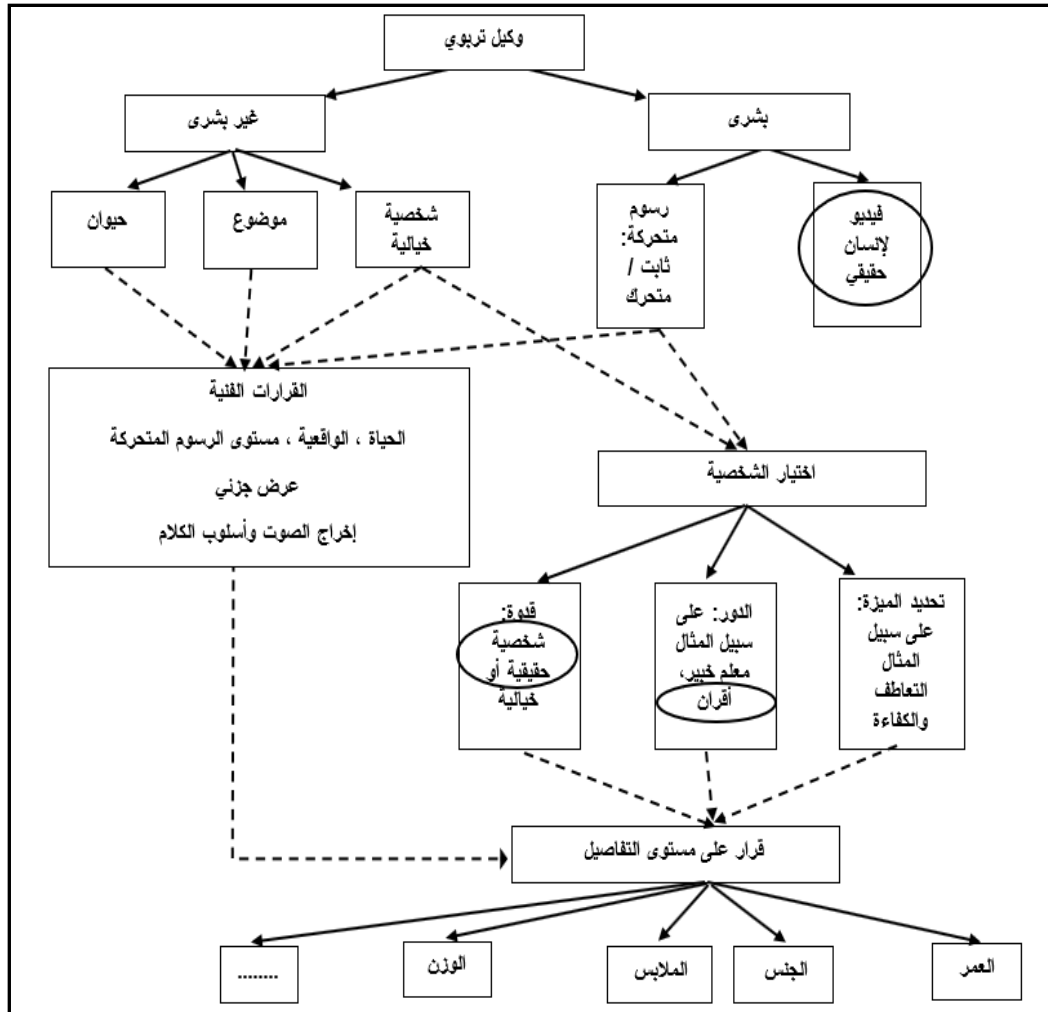 وكيل تربوي
بشرى
غير بشرى
فيديو
لإنسان
حقيقي
رسوم
متحركة:
ثابت /
متحرك
شخصية
خيالية
موضوع
حيوان
القرارات الفنية
الحياة ، الواقعية ، مستوى الرسوم المتحركة
عرض جزئي
إخراج الصوت وأسلوب الكلام
اختيار الشخصية
تحديد الميزة:
على سبيل
المثال
التعاطف
والكفاءة
الدور: على
سبيل المثال
معلم خبير،
أقران
قدوة:
شخصية
حقيقية أو
خيالية
قرار على مستوى التفاصيل
العمر
الجنس
الملابس
الوزن
........